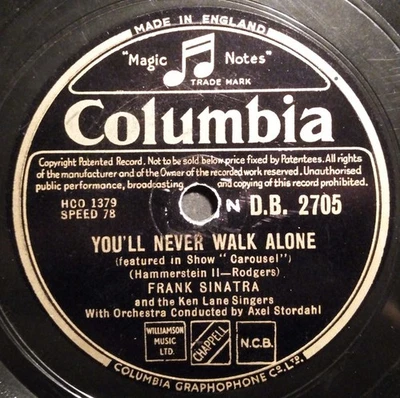 MADE IN ENGLAND
"Magic Notes"
TRADE MARK
Columbia
Copyright Patented Record. Not to be sold below price fixed by Patentees. All rights
of the manufacturer and of the Owner of the recorded work reserved. Unauthorised
public performance, broadcasting and copying of this record prohibited.
HCO 1379
SPEED 78
N D.B. 2705
YOU'LL NEVER WALK ALONE
(featured in Show "Carousel")
(Hammerstein II—Rodgers)
FRANK SINATRA
and the Ken Lane Singers
With Orchestra Conducted by Axel Stordahl
WILLIAMSON
MUSIC
LTD.
CHAPPELL
N.C.B.
COLUMBIA GRAPHOPHONE CO. LTD.